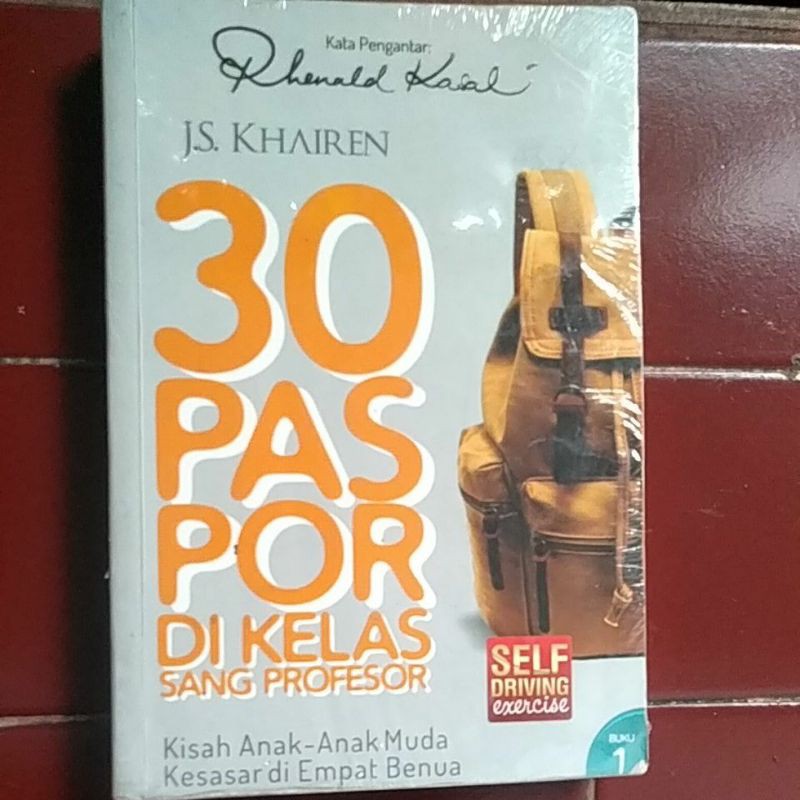 Kata Pengantar:
Rhenald Kasali
J.S. KHAIREN
30
PAS
POR
DI KELAS
SANG PROFESOR
SELF
DRIVING
exercise
Kisah Anak-Anak Muda
Kesasar di Empat Benua
BUKU
1